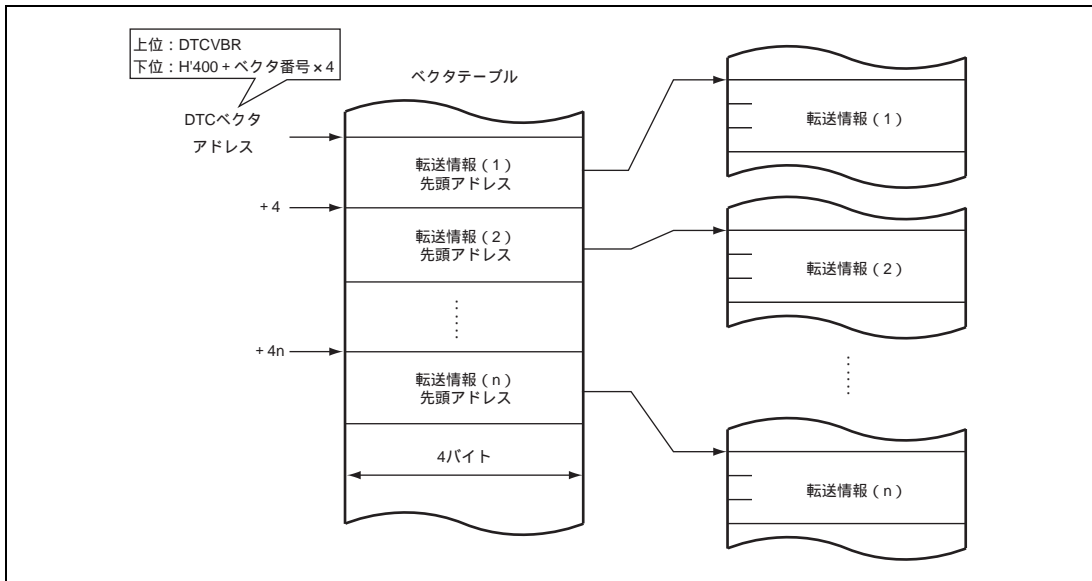 上位:DTCVBR
下位:H'400 + ベクタ番号×4
DTCベクタ
アドレス
ベクタテーブル
転送情報(1)
先頭アドレス
+ 4
転送情報(2)
先頭アドレス
+ 4n
転送情報(n)
先頭アドレス
4バイト
転送情報(1)
転送情報(2)
転送情報(n)